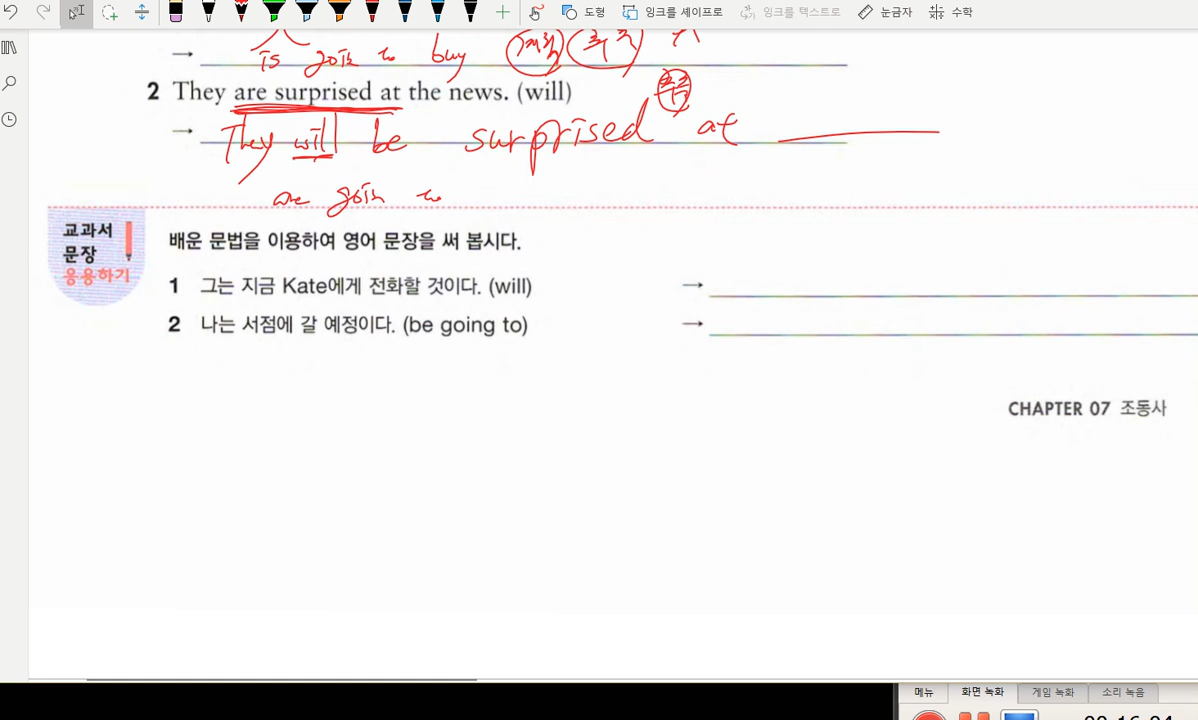 도형 잉크를 셰이프로 잉크를 텍스트로 눈금자 수학
→ is goin to buy
2 They are surprised at the news. (will)
→ They will be surprised at
are goin to
교과서
문장
응용하기
배운 문법을 이용하여 영어 문장을 써 봅시다.
1 그는 지금 Kate에게 전화할 것이다. (will) →
2 나는 서점에 갈 예정이다. (be going to) →
CHAPTER 07 조동사
메뉴 화면 녹화 게임 녹화 소리 녹음